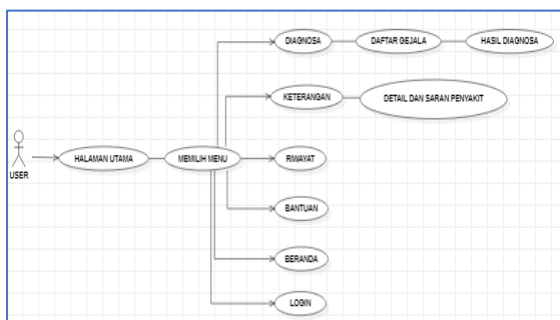 DIAGNOSA
DAFTAR GEJALA
HASIL DIAGNOSA
KETERANGAN
DETAIL DAN SARAN PENYAKIT
USER
HALAMAN UTAMA
MEMILIH MENU
RIWAYAT
BANTUAN
BERANDA
LOGIN